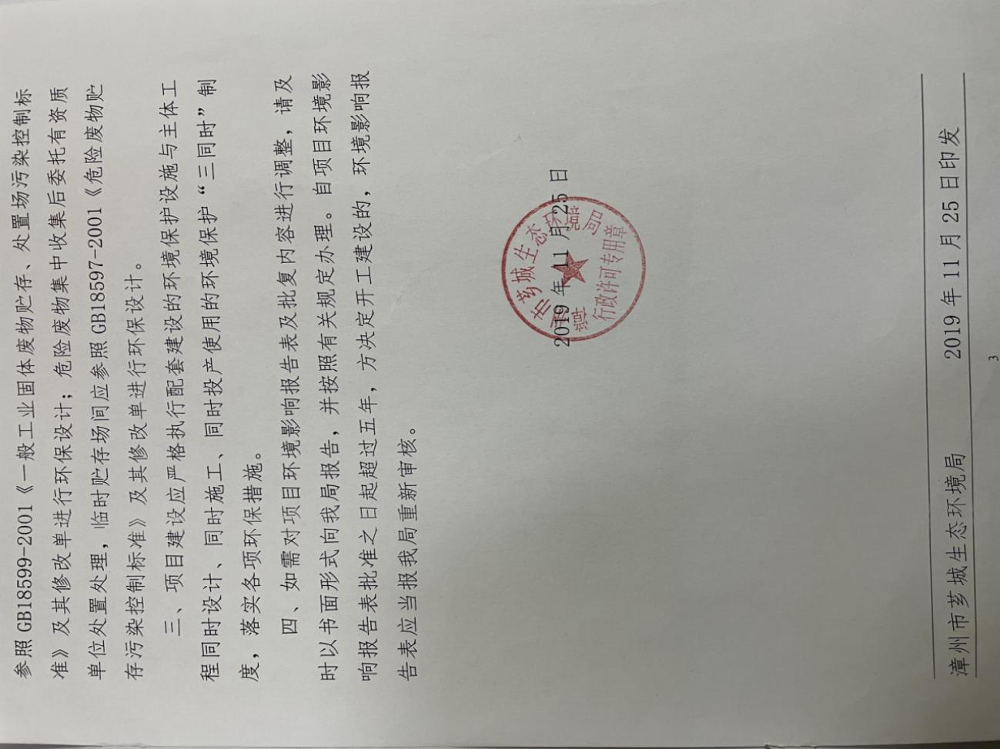 参照 GB18599-2001《一般工业固体废物贮存、处置场污染控制标
准》及其修改单进行环保设计；危险废物集中收集后委托有资质
单位处置处理，临时贮存场间应参照 GB18597-2001《危险废物贮
存污染控制标准》及其修改单进行环保设计。
三、项目建设应严格执行配套建设的环境保护设施与主体工
程同时设计、同时施工、同时投产使用的环境保护“三同时”制
度，落实各项环保措施。
四、如需对项目环境影响报告表及批复内容进行调整，请及
时以书面形式向我局报告，并按照有关规定办理。自项目环境影
响报告表批准之日起超过五年，方决定开工建设的，环境影响报
告表应当报我局重新审核。
漳州市芗城生态环境局
2019 年 11 月 25 日
行政许可专用章
漳州市芗城生态环境局 2019 年 11 月 25 日印发
3